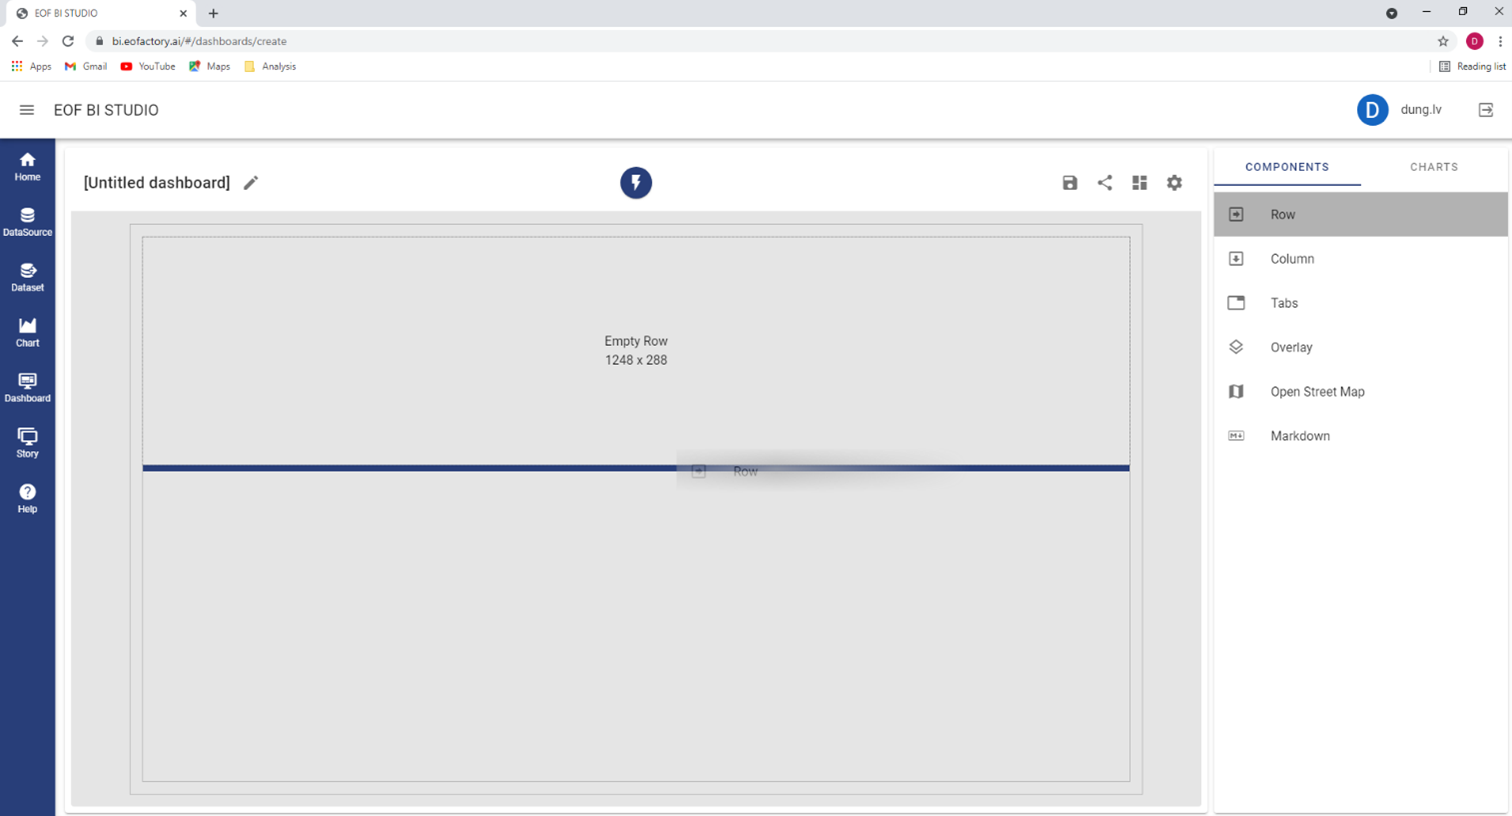 EOF BI STUDIO
bi.eofactory.ai/#/dashboards/create
D
Apps Gmail YouTube Maps Analysis
Reading list
EOF BI STUDIO
D dung.lv
Home
DataSource
Dataset
Chart
Dashboard
Story
Help
[Untitled dashboard]
Empty Row
1248 x 288
Row
COMPONENTS CHARTS
Row
Column
Tabs
Overlay
Open Street Map
Markdown